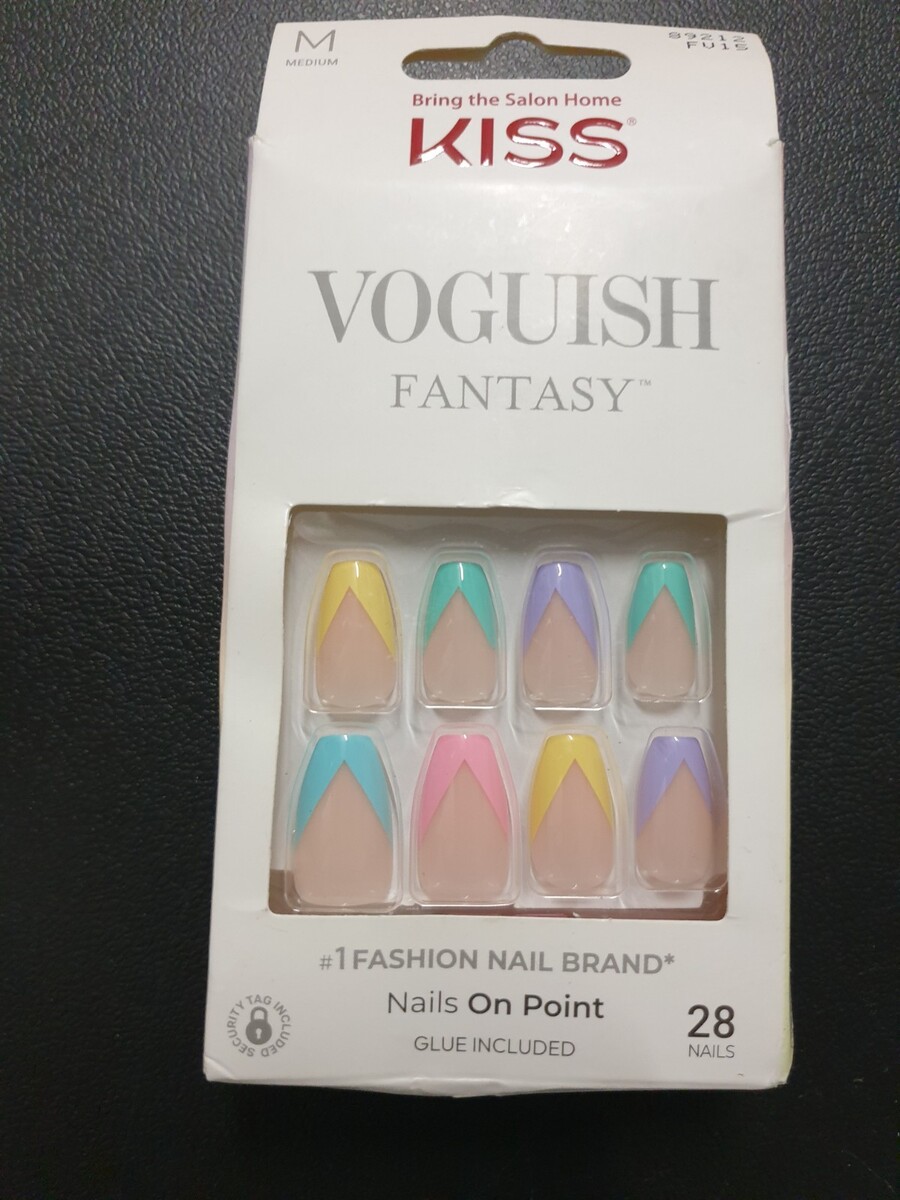 M
MEDIUM
89212
FV15
Bring the Salon Home
KISS®
VOGUISH
FANTASY™
#1 FASHION NAIL BRAND*
Nails On Point
GLUE INCLUDED
SECURITY TAG INCLUDED
28
NAILS